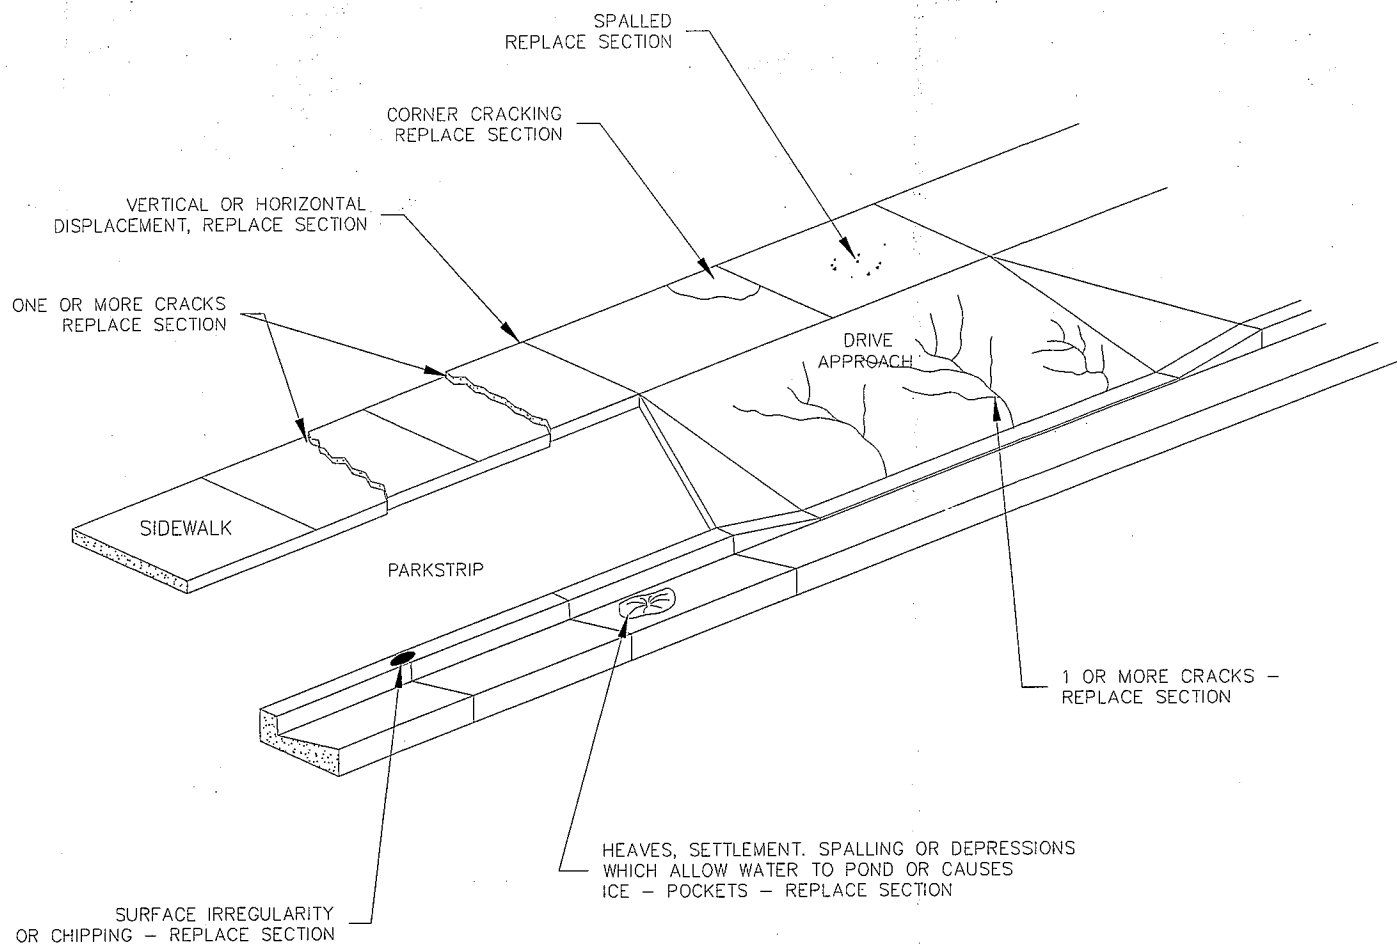 SPALLED
REPLACE SECTION
CORNER CRACKING
REPLACE SECTION
VERTICAL OR HORIZONTAL
DISPLACEMENT, REPLACE SECTION
ONE OR MORE CRACKS
REPLACE SECTION
DRIVE
APPROACH
SIDEWALK
PARKSTRIP
1 OR MORE CRACKS –
REPLACE SECTION
HEAVES, SETTLEMENT. SPALLING OR DEPRESSIONS
WHICH ALLOW WATER TO POND OR CAUSES
ICE – POCKETS – REPLACE SECTION
SURFACE IRREGULARITY
OR CHIPPING – REPLACE SECTION